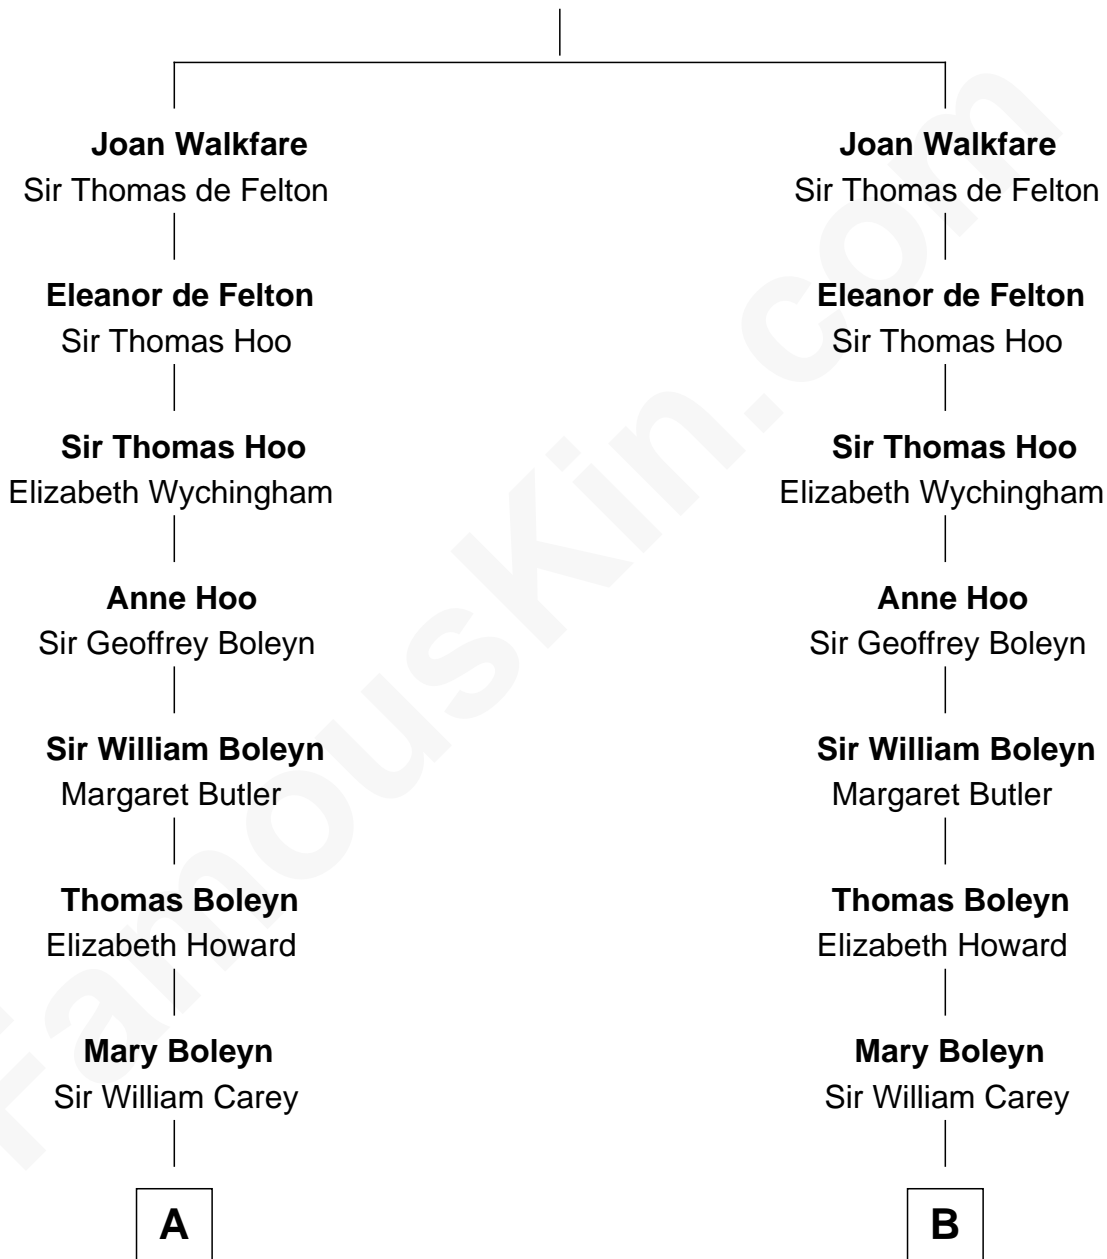 Joan Walkfare
Sir Thomas de Felton
Eleanor de Felton
Sir Thomas Hoo
Sir Thomas Hoo
Elizabeth Wychingham
Anne Hoo
Sir Geoffrey Boleyn
Sir William Boleyn
Margaret Butler
Thomas Boleyn
Elizabeth Howard
Mary Boleyn
Sir William Carey
A
Joan Walkfare
Sir Thomas de Felton
Eleanor de Felton
Sir Thomas Hoo
Sir Thomas Hoo
Elizabeth Wychingham
Anne Hoo
Sir Geoffrey Boleyn
Sir William Boleyn
Margaret Butler
Thomas Boleyn
Elizabeth Howard
Mary Boleyn
Sir William Carey
B
FamousKin.com